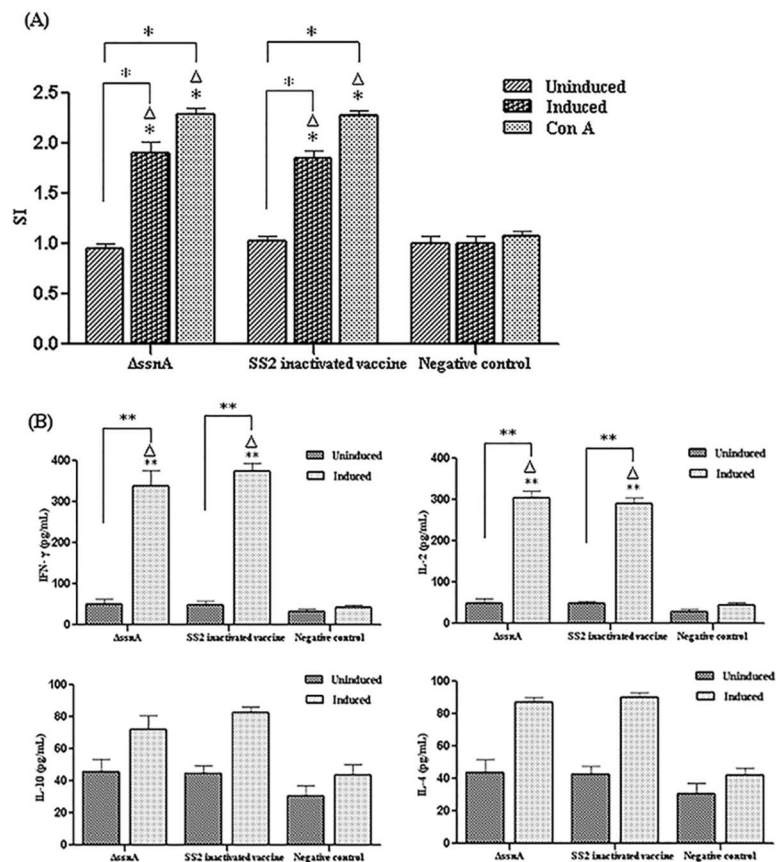 (A)
* *
* *
Δ Δ Δ Δ
* * * *
Uninduced
Induced
Con A
SI
2.5
2.0
1.5
1.0
0.5
0.0
ΔssnA SS2 inactivated vaccine Negative control
(B)
** **
Δ Δ
** **
Uninduced
Induced
IFN-γ (pg/mL)
400
300
200
100
0
ΔssnA SS2 inactivated vaccine Negative control
** **
Δ Δ
** **
Uninduced
Induced
IL-2 (pg/mL)
400
300
200
100
0
ΔssnA SS2 inactivated vaccine Negative control
Uninduced
Induced
IL-10 (pg/mL)
100
80
60
40
20
0
ΔssnA SS2 inactivated vaccine Negative control
Uninduced
Induced
IL-4 (pg/mL)
100
80
60
40
20
0
ΔssnA SS2 inactivated vaccine Negative control